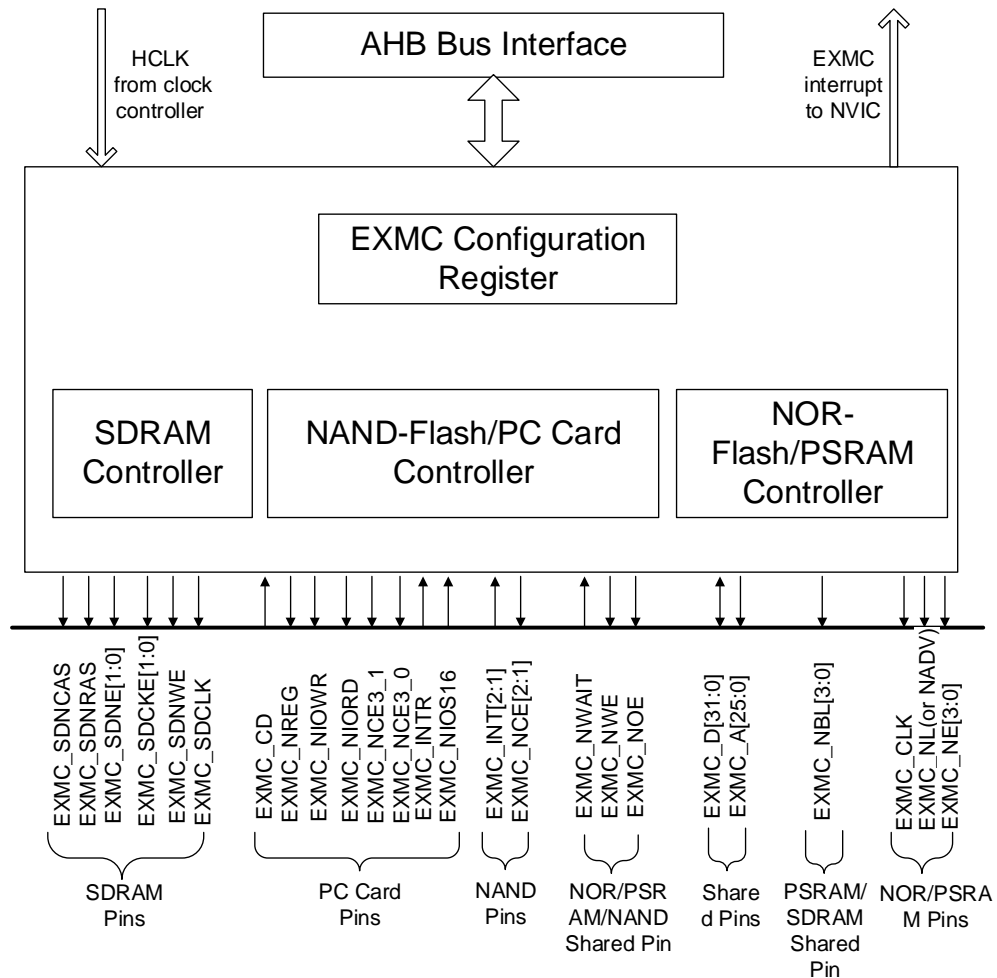 HCLK
from clock
controller
AHB Bus Interface
EXMC
interrupt
to NVIC
EXMC Configuration
Register
SDRAM
Controller
NAND-Flash/PC Card
Controller
NOR-
Flash/PSRAM
Controller
EXMC_SDNCAS
EXMC_SDNRAS
EXMC_SDNE[1:0]
EXMC_SDCKE[1:0]
EXMC_SDNWE
EXMC_SDCLK
EXMC_CD
EXMC_NREG
EXMC_NIOWR
EXMC_NIORD
EXMC_NCE3_1
EXMC_NCE3_0
EXMC_INTR
EXMC_NIOS16
EXMC_INT[2:1]
EXMC_NCE[2:1]
EXMC_NWAIT
EXMC_NWE
EXMC_NOE
EXMC_D[31:0]
EXMC_A[25:0]
EXMC_NBL[3:0]
EXMC_CLK
EXMC_NL(or NADV)
EXMC_NE[3:0]
SDRAM
Pins
PC Card
Pins
NAND
Pins
NOR/PSR
AM/NAND
Shared Pin
Share
d Pins
PSRAM/
SDRAM
Shared
Pin
NOR/PSRA
M Pins